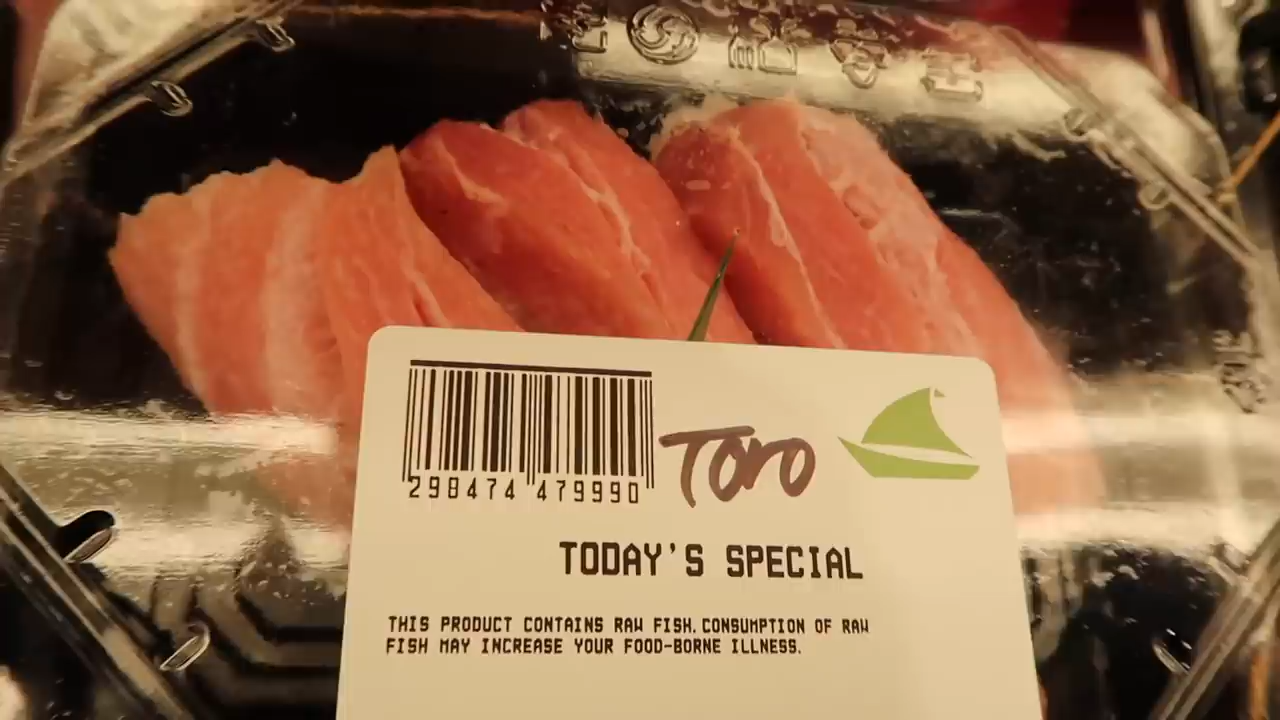 298474 479990
Toro
TODAY'S SPECIAL
THIS PRODUCT CONTAINS RAW FISH.CONSUMPTION OF RAW
FISH MAY INCREASE YOUR FOOD-BORNE ILLNESS.